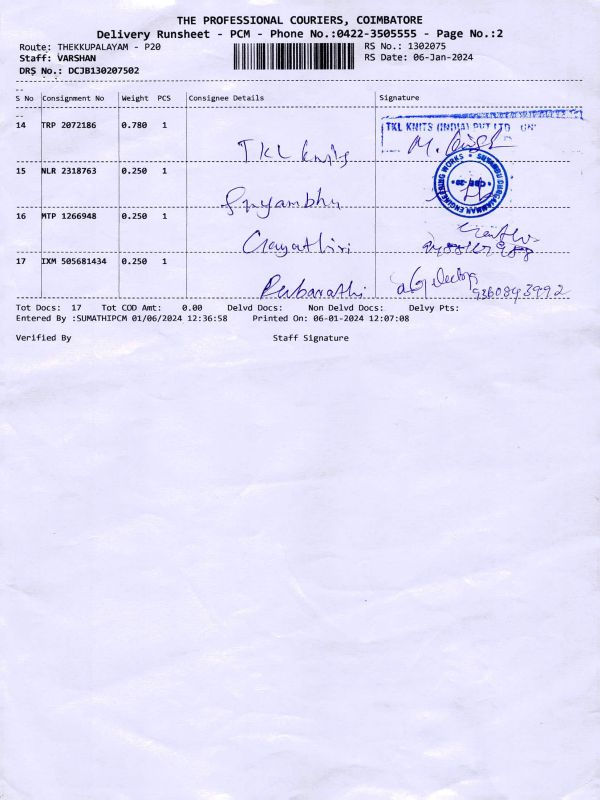 THE PROFESSIONAL COURIERS, COIMBATORE
Delivery Runsheet - PCM - Phone No.:0422-3505555 - Page No.:2
Route: THEKKUPALAYAM - P20
RS No.: 1302075
Staff: VARSHAN
RS Date: 06-Jan-2024
DRS No.: DCJB130207502
S No Consignment No Weight PCS Consignee Details Signature
14 TRP 2072186 0.780 1
TKL knits
TKL KNITS (INDIA) PVT LTD
15 NLR 2318763 0.250 1
ENGINEERING WORKS
16 MTP 1266948 0.250 1
Gayathiri
17 IXM 505681434 0.250 1
9360843992
Tot Docs: 17 Tot COD Amt: 0.00 Delvd Docs: Non Delvd Docs: Delvy Pts:
Entered By :SUMATHIPCM 01/06/2024 12:36:58 Printed On: 06-01-2024 12:07:08
Verified By Staff Signature